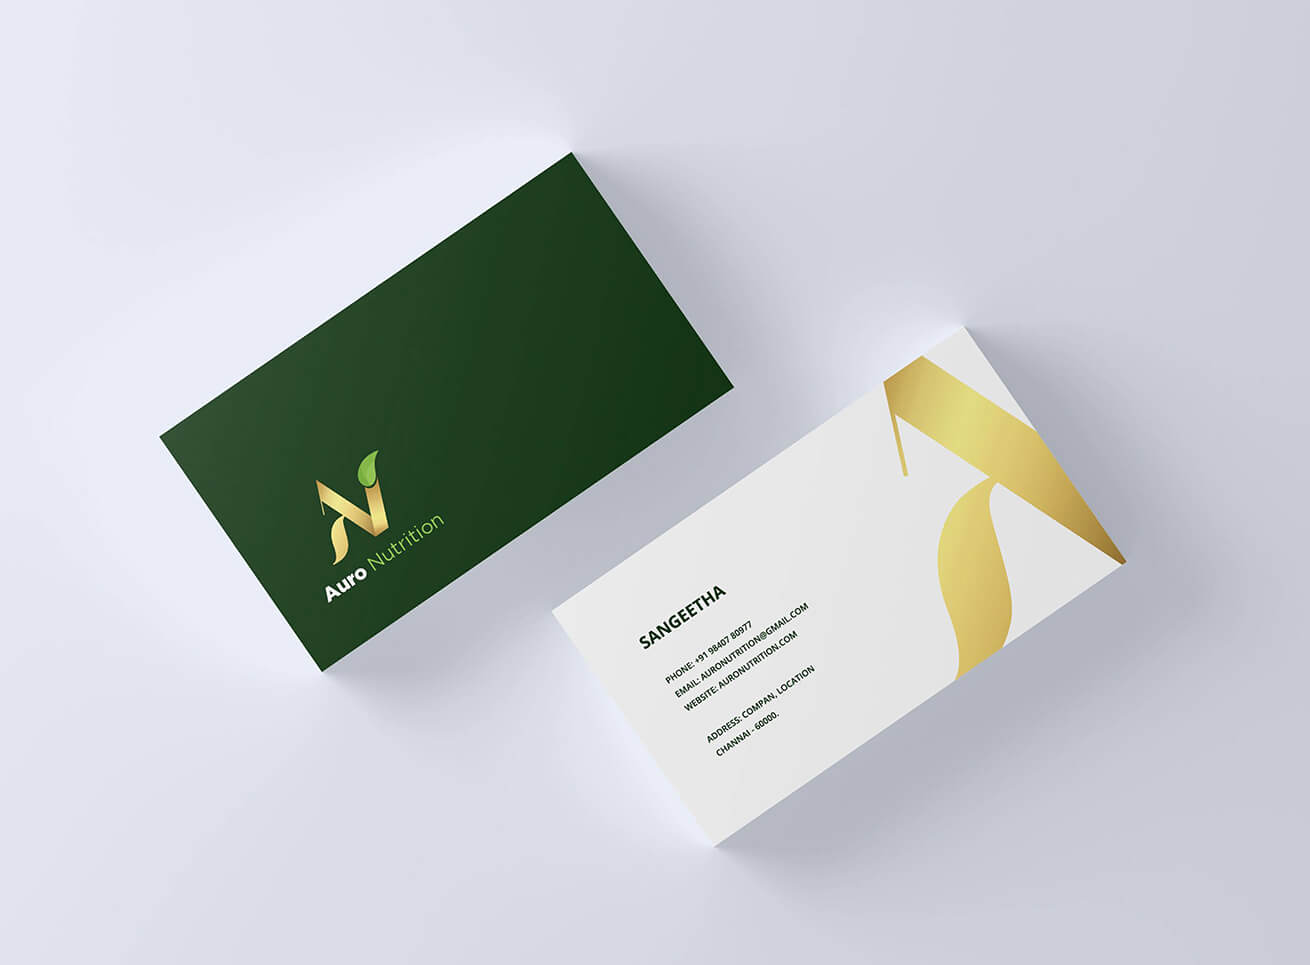 Auro Nutrition
SANGEETHA
PHONE: +91 98407 80977
EMAIL: AURONUTRITION@GMAIL.COM
WEBSITE: AURONUTRITION.COM
ADDRESS: COMPAN, LOCATION
CHANNAI - 60000.